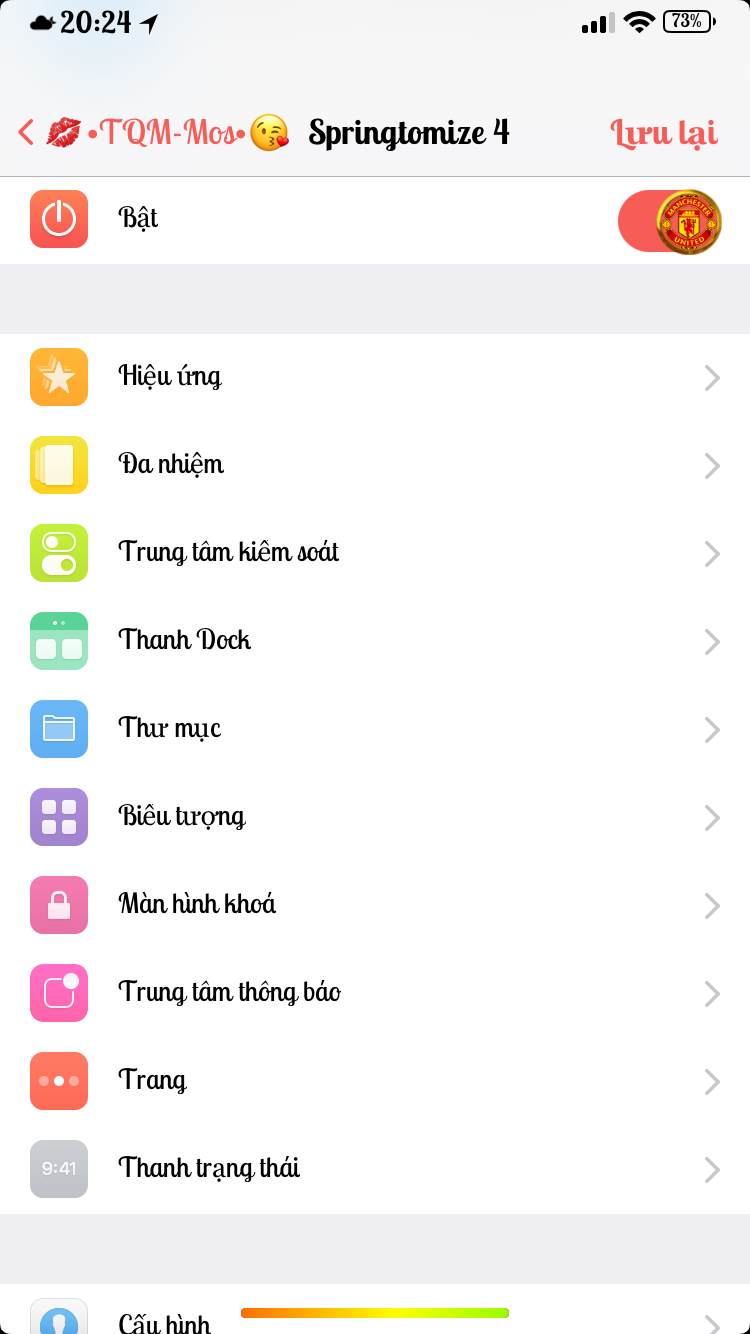 20:24
73%
💋•TQM-Mos•😘 Springtomize 4 Lưu lại
Bật
MANCHESTER
UNITED
Hiệu ứng
Đa nhiệm
Trung tâm kiểm soát
Thanh Dock
Thư mục
Biểu tượng
Màn hình khoá
Trung tâm thông báo
Trang
9:41
Thanh trạng thái
Cấu hình